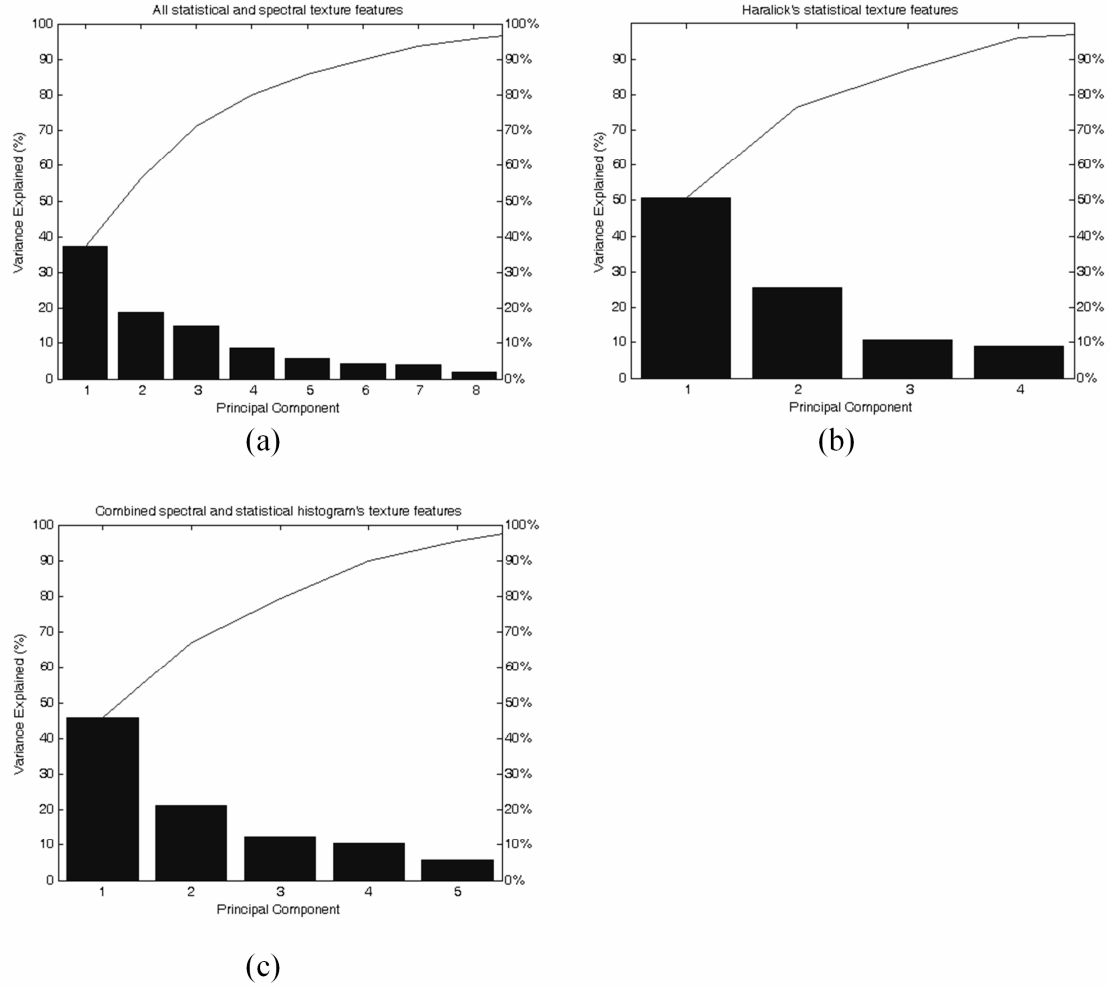 All statistical and spectral texture features
100 100%
90 90%
80 80%
70 70%
60 60%
50 50%
40 40%
30 30%
20 20%
10 10%
0 0%
Variance Explained (%)
1 2 3 4 5 6 7 8
Principal Component
(a)
Haralick's statistical texture features
90 90%
80 80%
70 70%
60 60%
50 50%
40 40%
30 30%
20 20%
10 10%
0 0%
Variance Explained (%)
1 2 3 4
Principal Component
(b)
Combined spectral and statistical histogram's texture features
100 100%
90 90%
80 80%
70 70%
60 60%
50 50%
40 40%
30 30%
20 20%
10 10%
0 0%
Variance Explained (%)
1 2 3 4 5
Principal Component
(c)